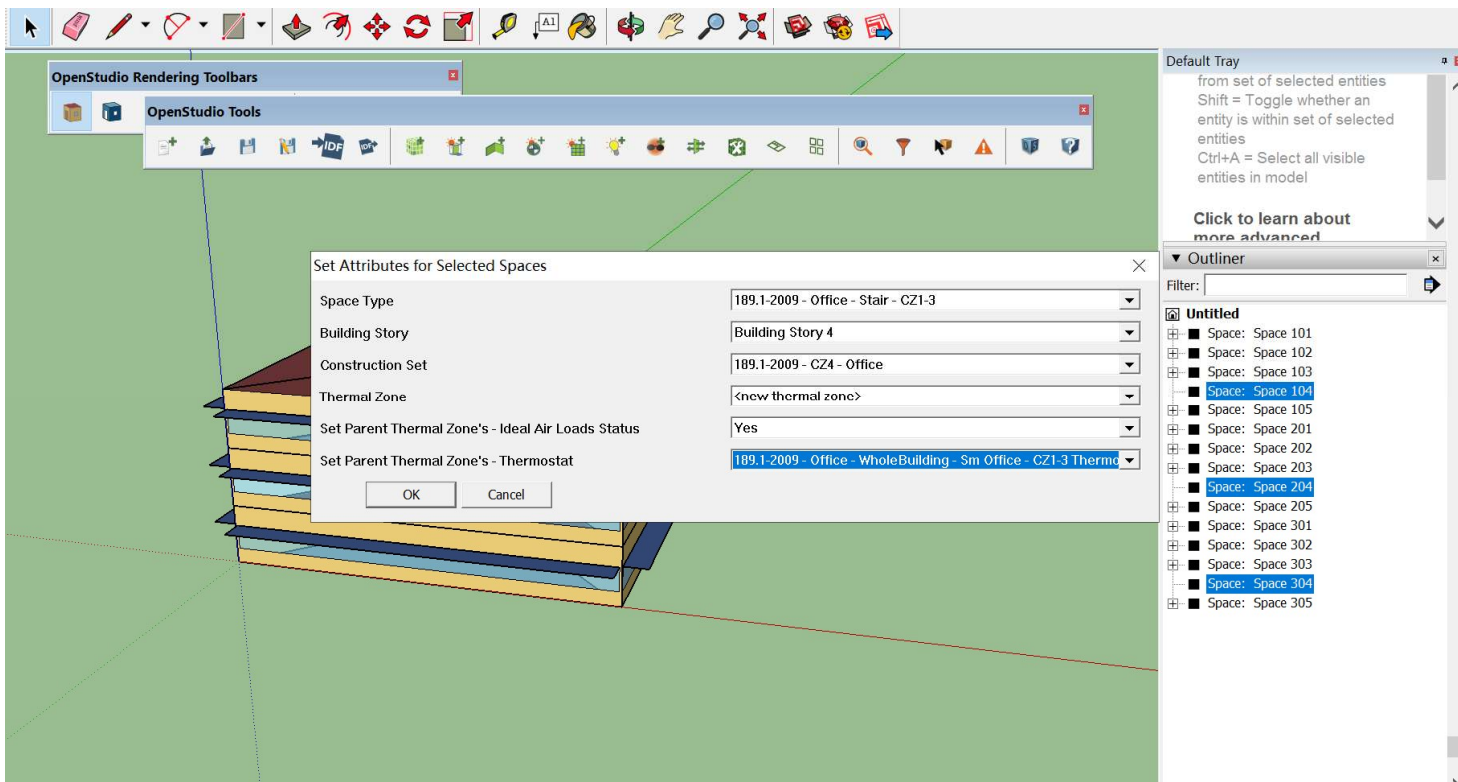 A1
OpenStudio Rendering Toolbars
OpenStudio Tools
IDF
IDF
Default Tray
from set of selected entities
Shift = Toggle whether an
entity is within set of selected
entities
Ctrl+A = Select all visible
entities in model
Click to learn about
more advanced
Outliner
Filter:
Untitled
Space: Space 101
Space: Space 102
Space: Space 103
Space: Space 104
Space: Space 105
Space: Space 201
Space: Space 202
Space: Space 203
Space: Space 204
Space: Space 205
Space: Space 301
Space: Space 302
Space: Space 303
Space: Space 304
Space: Space 305
Set Attributes for Selected Spaces
Space Type 189.1-2009 - Office - Stair - CZ1-3
Building Story Building Story 4
Construction Set 189.1-2009 - CZ4 - Office
Thermal Zone <new thermal zone>
Set Parent Thermal Zone's - Ideal Air Loads Status Yes
Set Parent Thermal Zone's - Thermostat 189.1-2009 - Office - WholeBuilding - Sm Office - CZ1-3 Thermo
OK Cancel